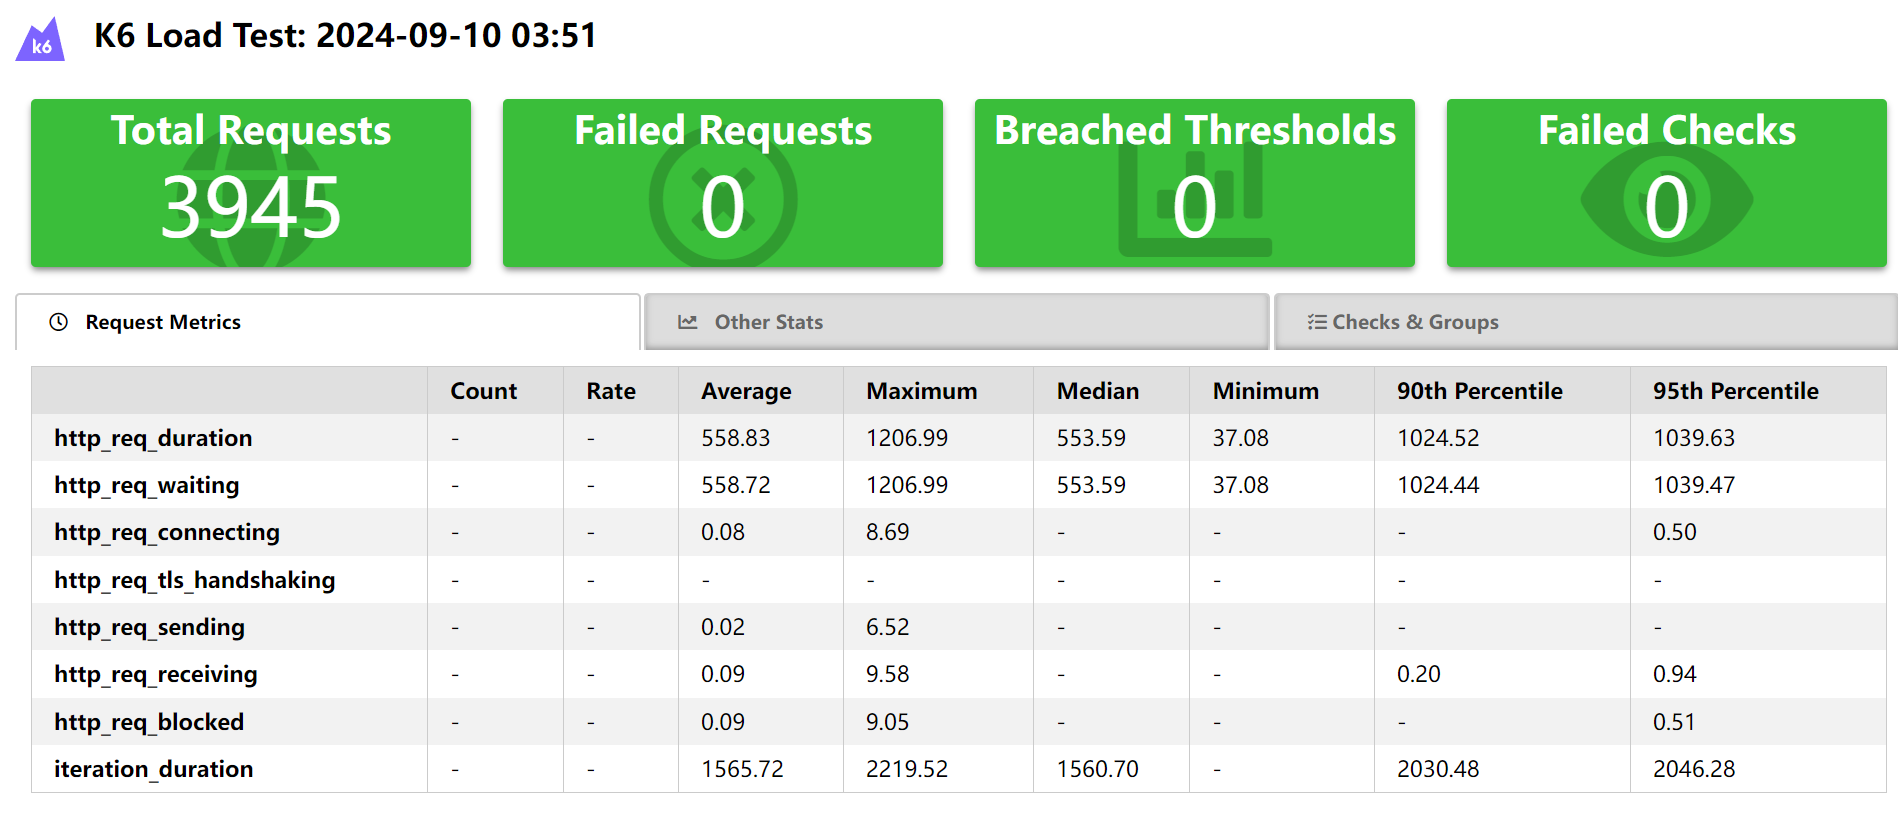 k6
K6 Load Test: 2024-09-10 03:51
Total Requests
3945
Failed Requests
0
Breached Thresholds
0
Failed Checks
0
Request Metrics
Other Stats
Checks & Groups
Count Rate Average Maximum Median Minimum 90th Percentile 95th Percentile
http_req_duration - - 558.83 1206.99 553.59 37.08 1024.52 1039.63
http_req_waiting - - 558.72 1206.99 553.59 37.08 1024.44 1039.47
http_req_connecting - - 0.08 8.69 - - - 0.50
http_req_tls_handshaking - - - - - - - -
http_req_sending - - 0.02 6.52 - - - -
http_req_receiving - - 0.09 9.58 - - 0.20 0.94
http_req_blocked - - 0.09 9.05 - - - 0.51
iteration_duration - - 1565.72 2219.52 1560.70 - 2030.48 2046.28